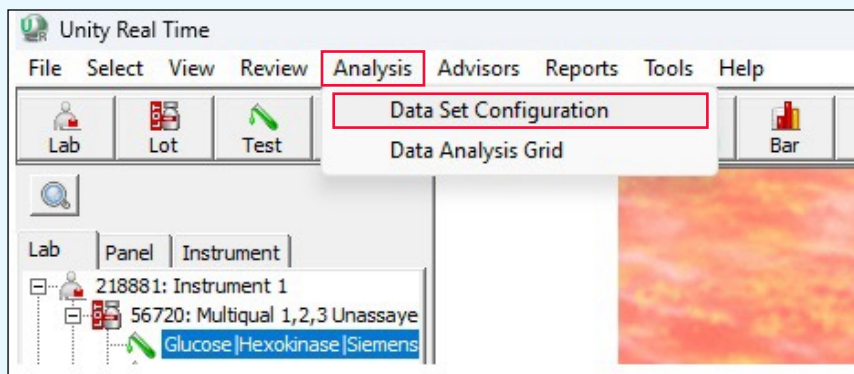 Unity Real Time
File Select View Review Analysis Advisors Reports Tools Help
Data Set Configuration
Data Analysis Grid
Lab Lot Test Bar
Lab Panel Instrument
218881: Instrument 1
56720: Multiqual 1,2,3 Unassaye
Glucose|Hexokinase|Siemens